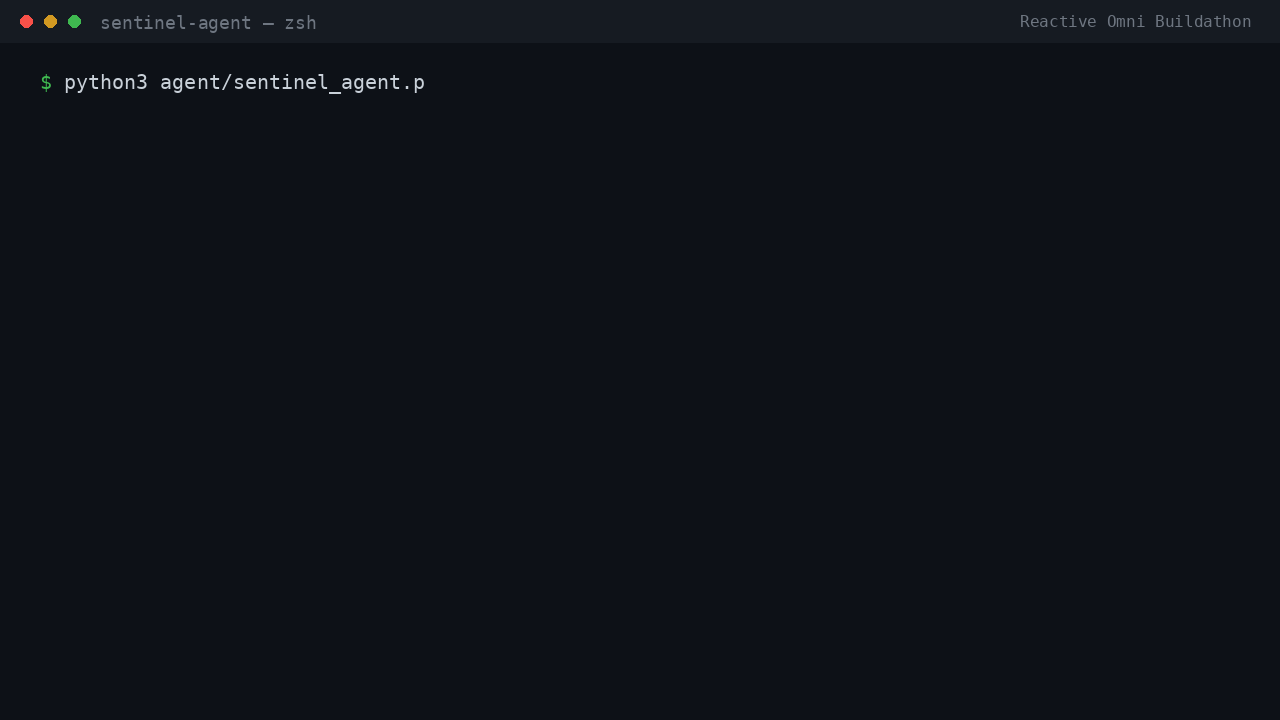 sentinel-agent — zsh
Reactive Omni Buildathon
$ python3 agent/sentinel_agent.p